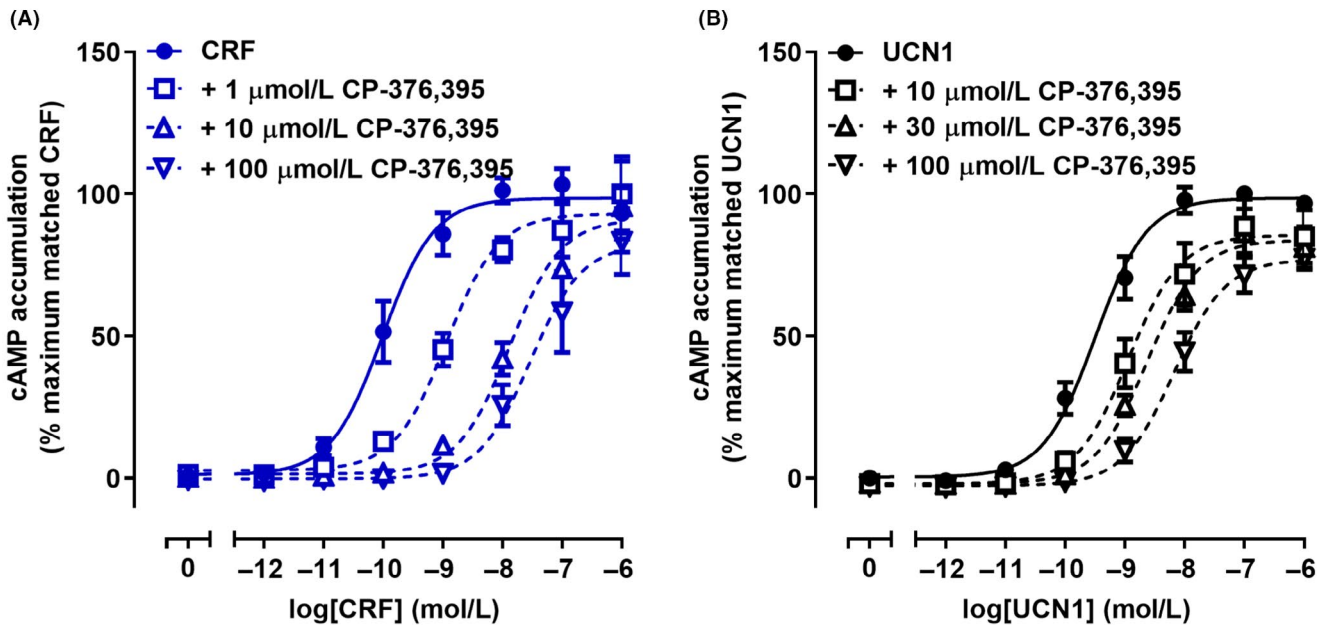 (A)
150
100
50
0
cAMP accumulation
(% maximum matched CRF)
CRF
+ 1 μmol/L CP-376,395
+ 10 μmol/L CP-376,395
+ 100 μmol/L CP-376,395
0 –12 –11 –10 –9 –8 –7 –6
log[CRF] (mol/L)
(B)
150
100
50
0
cAMP accumulation
(% maximum matched UCN1)
UCN1
+ 10 μmol/L CP-376,395
+ 30 μmol/L CP-376,395
+ 100 μmol/L CP-376,395
0 –12 –11 –10 –9 –8 –7 –6
log[UCN1] (mol/L)